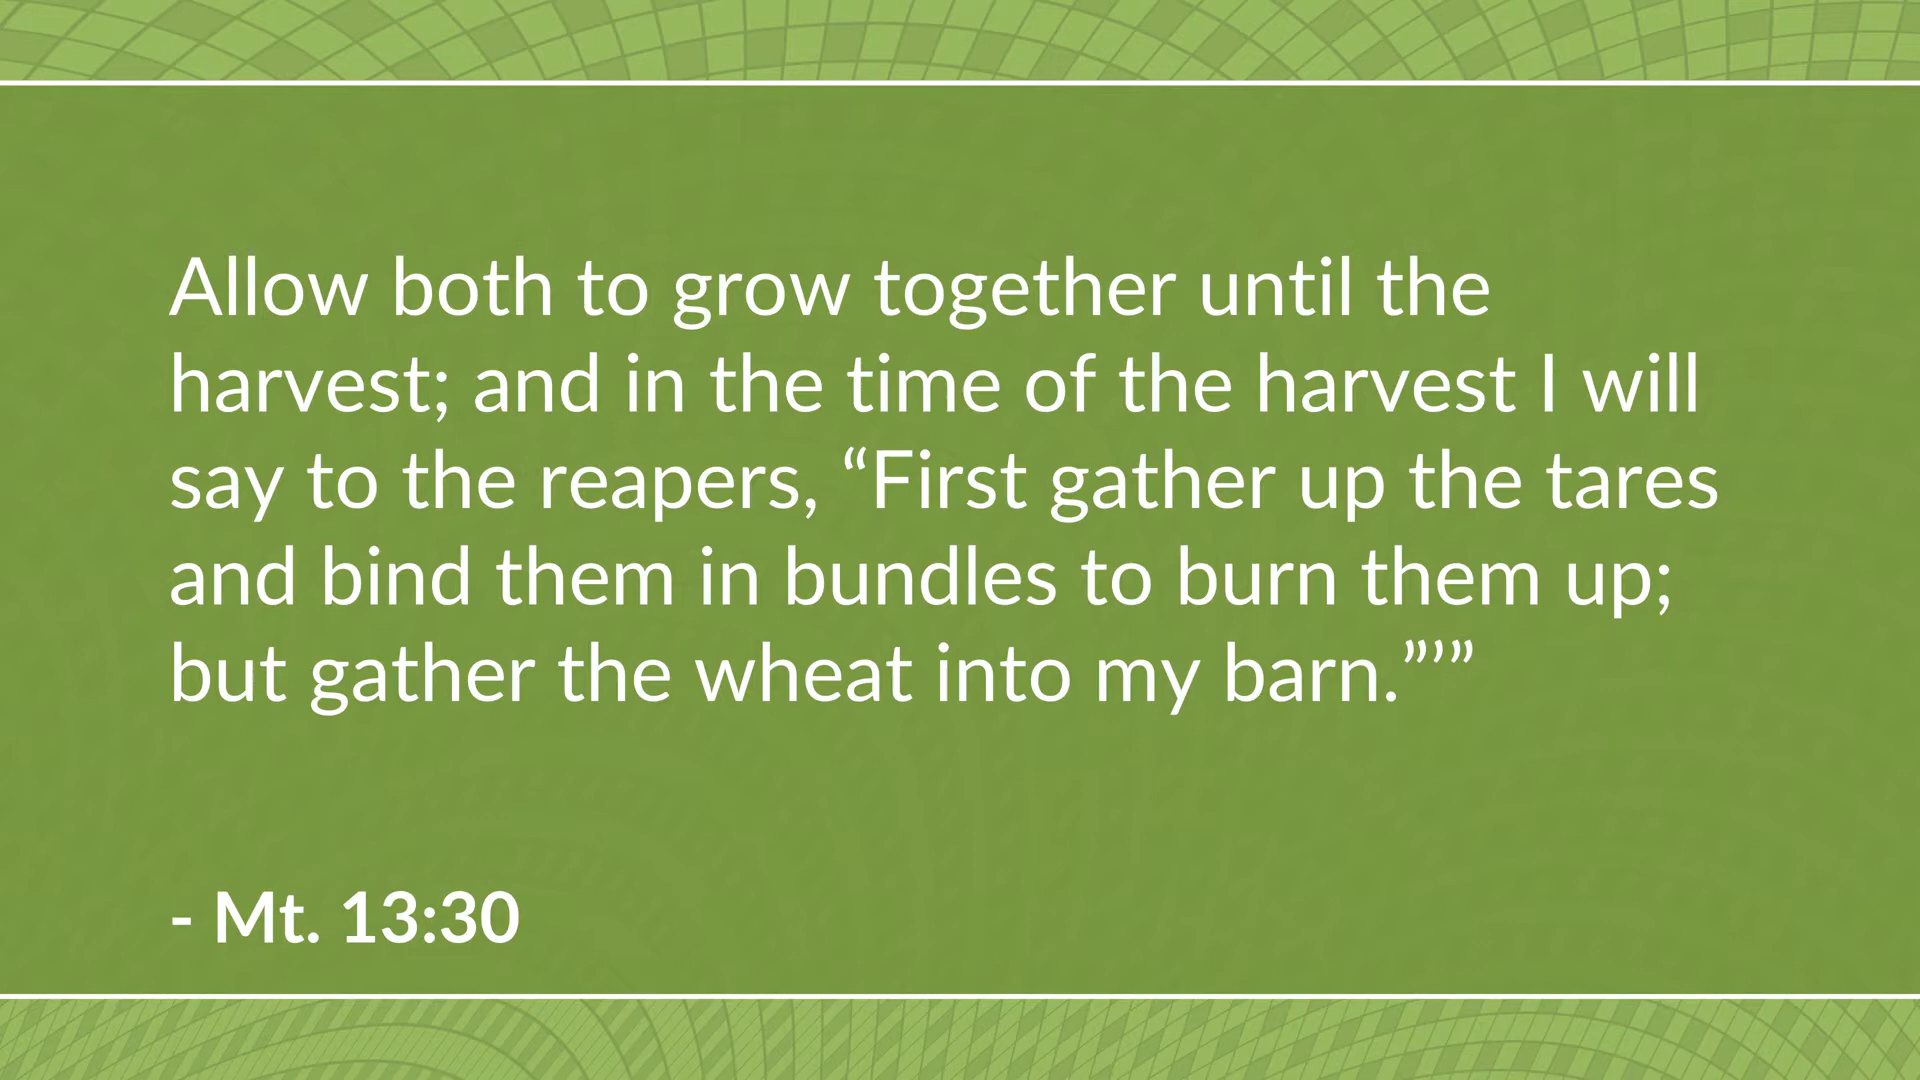 Allow both to grow together until the
harvest; and in the time of the harvest I will
say to the reapers, “First gather up the tares
and bind them in bundles to burn them up;
but gather the wheat into my barn.”’”
- Mt. 13:30